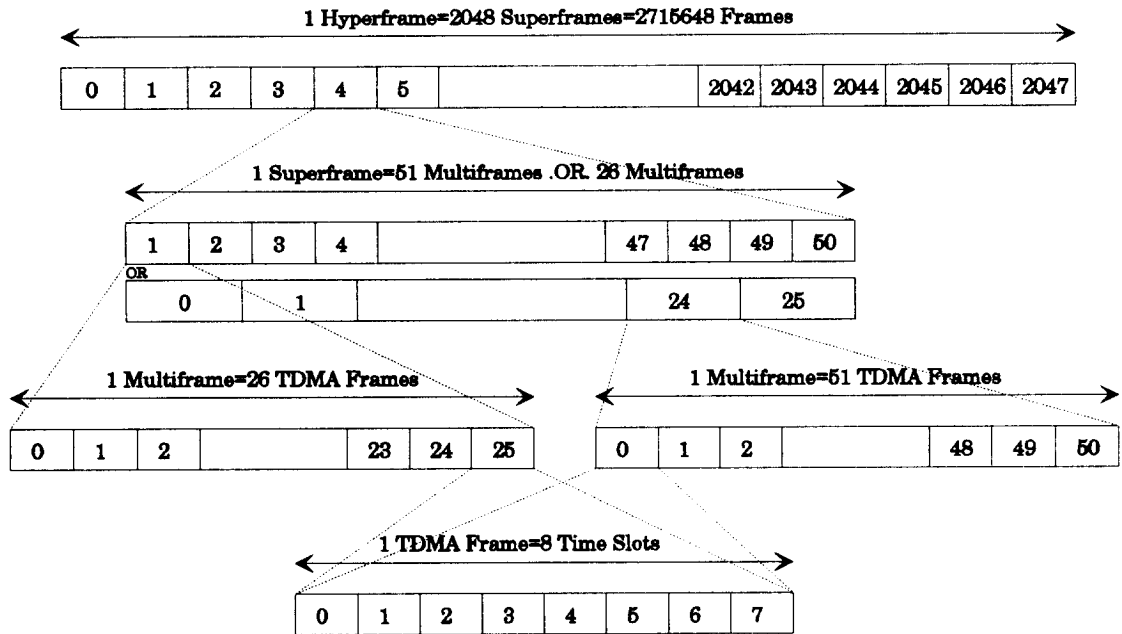 1 Hyperframe=2048 Superframes=2715648 Frames
0 1 2 3 4 5 2042 2043 2044 2045 2046 2047
1 Superframe=51 Multiframes .OR. 26 Multiframes
1 2 3 4 47 48 49 50
OR
0 1 24 25
1 Multiframe=26 TDMA Frames
1 Multiframe=51 TDMA Frames
0 1 2 23 24 25
0 1 2 48 49 50
1 TDMA Frame=8 Time Slots
0 1 2 3 4 5 6 7